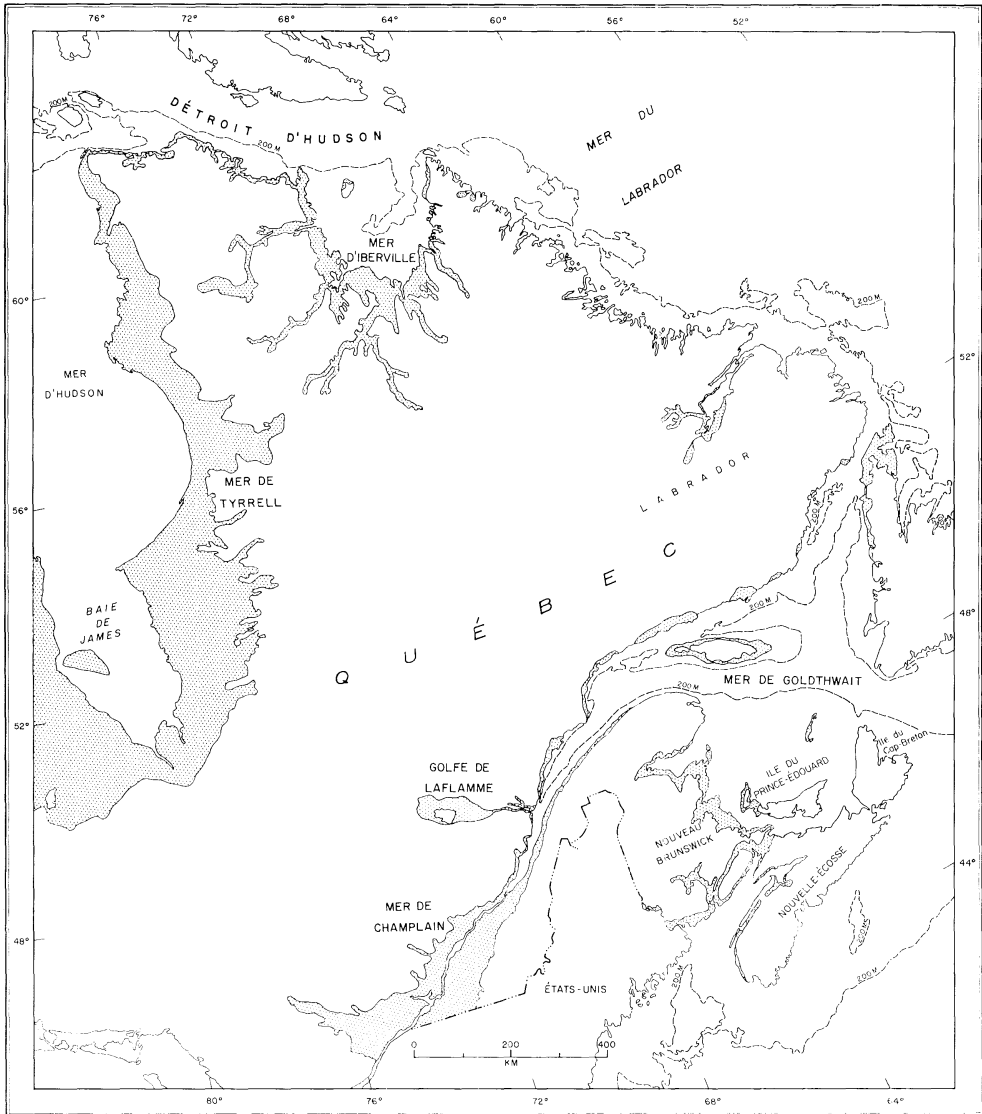 76°
72°
68°
64°
60°
56°
52°
200M
DÉTROIT D'HUDSON
200 M
MER DU
LABRADOR
MER
D'IBERVILLE
60°
200 M
52°
MER
D'HUDSON
MER DE
TYRRELL
LABRADOR
56°
200 M
QUÉBEC
BAIE
DE
JAMES
200 M
48°
MER DE GOLDTHWAIT
200 M
52°
Ile du
Cap-Breton
GOLFE DE
LAFLAMME
ILE DU
PRINCE-ÉDOUARD
NOUVEAU
BRUNSWICK
44°
NOUVELLE-ÉCOSSE
MER DE
CHAMPLAIN
48°
200 M
200 M
ÉTATS-UNIS
0 200 400
KM
80°
76°
72°
68°
64°